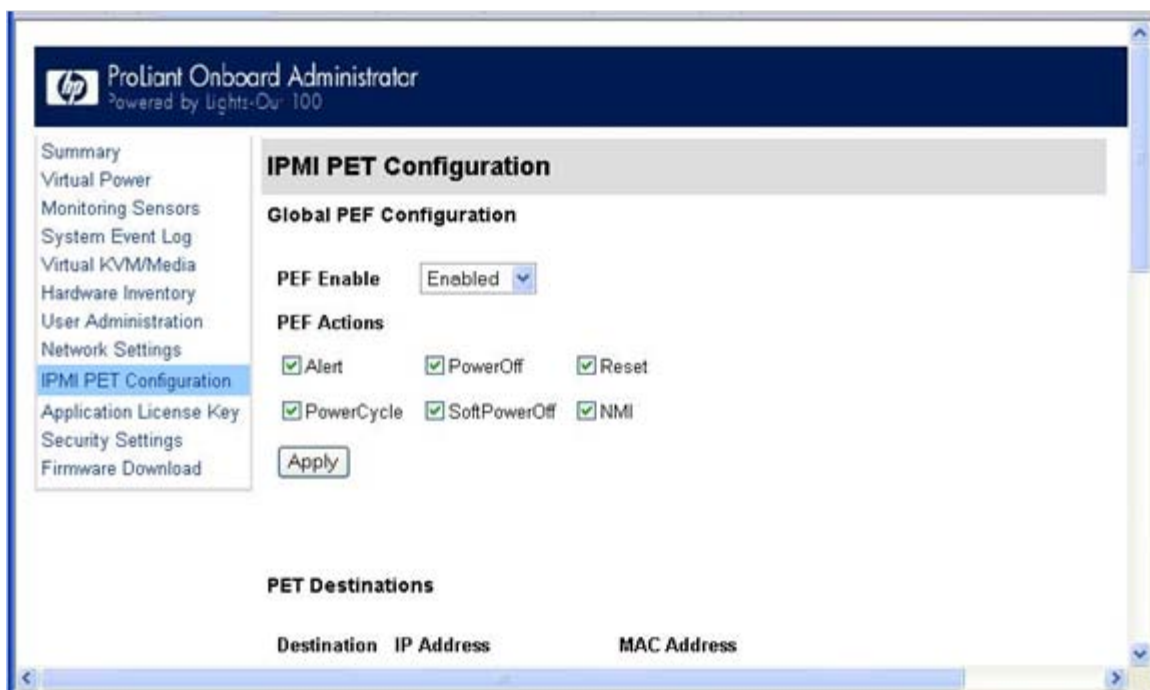 hp
ProLiant Onboard Administrator
Powered by Lights-Out 100
Summary
Virtual Power
Monitoring Sensors
System Event Log
Virtual KVM/Media
Hardware Inventory
User Administration
Network Settings
IPMI PET Configuration
Application License Key
Security Settings
Firmware Download
IPMI PET Configuration
Global PEF Configuration
PEF Enable Enabled
PEF Actions
Alert PowerOff Reset
PowerCycle SoftPowerOff NMI
Apply
PET Destinations
Destination IP Address MAC Address